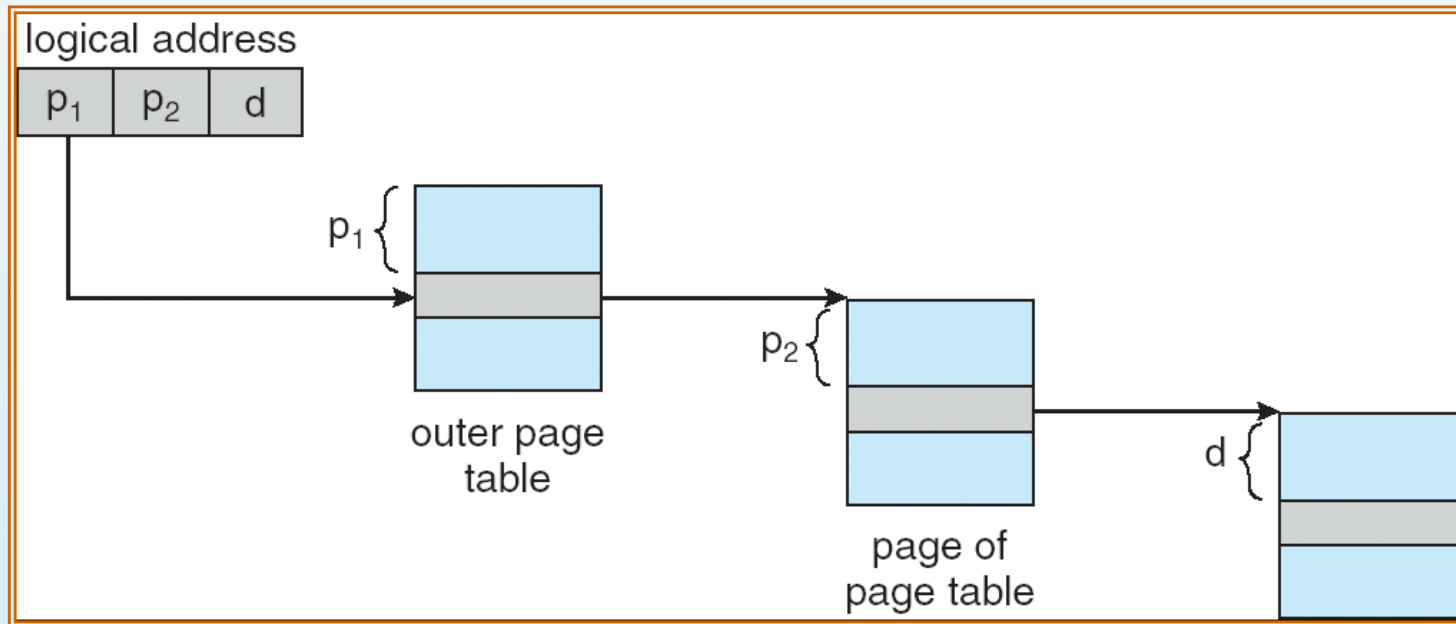 logical address
p₁ p₂ d
p₁
outer page
table
p₂
page of
page table
d